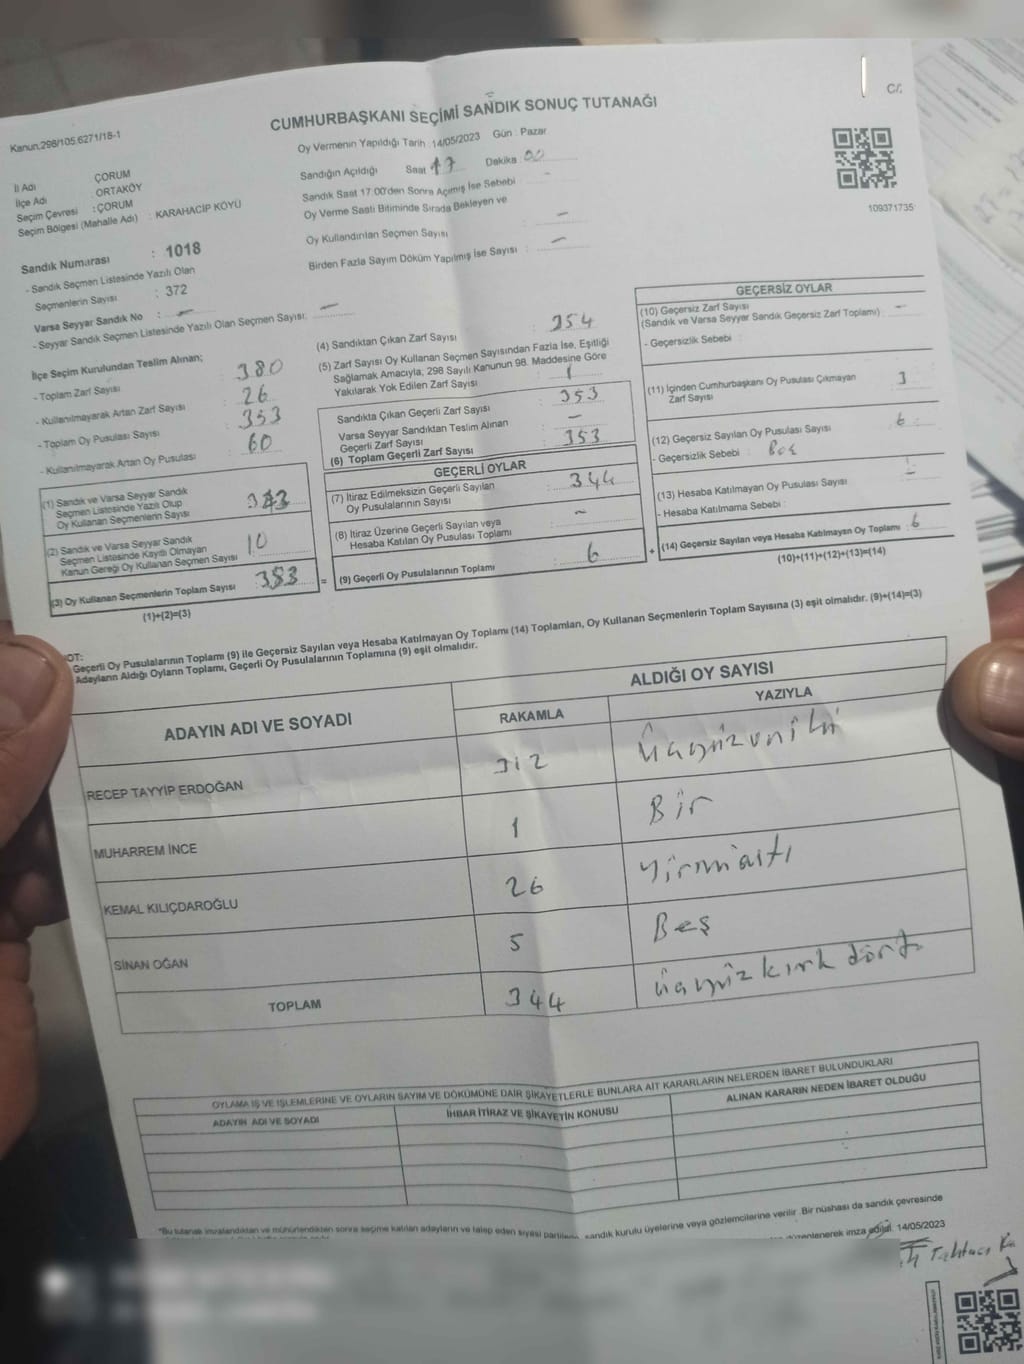 C/.
Kanun.298/105.6271/18-1
CUMHURBAŞKANI SEÇİMİ SANDIK SONUÇ TUTANAĞI
Oy Vermenin Yapıldığı Tarih :14/05/2023 Gün : Pazar
Sandığın Açıldığı Saat 17 Dakika 00
Sandık Saat 17:00'den Sonra Açımış İse Sebebi : -
Oy Verme Saati Bitiminde Sırada Bekleyen ve
Oy Kullandırılan Seçmen Sayısı : -
Birden Fazla Sayım Döküm Yapılmış İse Sayısı : -
109371735
İl Adı ÇORUM
İlçe Adı ORTAKÖY
Seçim Çevresi : ÇORUM
Seçim Bölgesi (Mahalle Adı) : KARAHACİP KÖYÜ
Sandık Numarası : 1018
- Sandık Seçmen Listesinde Yazılı Olan
Seçmenlerin Sayısı : 372
Varsa Seyyar Sandık No : -
- Seyyar Sandık Seçmen Listesinde Yazılı Olan Seçmen Sayısı: -
İlçe Seçim Kurulundan Teslim Alınan;
- Toplam Zarf Sayısı : 380
- Kullanılmayarak Artan Zarf Sayısı : 26
- Toplam Oy Pusulası Sayısı : 353
- Kullanılmayarak Artan Oy Pusulası : 60
(1) Sandık ve Varsa Seyyar Sandık
Seçmen Listesinde Yazılı Olup
Oy Kullanan Seçmenlerin Sayısı :
(2) Sandık ve Varsa Seyyar Sandık
Seçmen Listesinde Kayıtlı Olmayan
Kanun Gereği Oy Kullanan Seçmen Sayısı : 10
(3) Oy Kullanan Seçmenlerin Toplam Sayısı : 353
(1)+(2)=(3)
(4) Sandıktan Çıkan Zarf Sayısı : 354
(5) Zarf Sayısı Oy Kullanan Seçmen Sayısından Fazla İse, Eşitliği
Sağlamak Amacıyla, 298 Sayılı Kanunun 98. Maddesine Göre
Yakılarak Yok Edilen Zarf Sayısı : 1
Sandıkta Çıkan Geçerli Zarf Sayısı : 353
Varsa Seyyar Sandıktan Teslim Alınan
Geçerli Zarf Sayısı : -
(6) Toplam Geçerli Zarf Sayısı : 353
GEÇERLİ OYLAR
(7) İtiraz Edilmeksizin Geçerli Sayılan
Oy Pusulalarının Sayısı : 344
(8) İtiraz Üzerine Geçerli Sayılan veya
Hesaba Katılan Oy Pusulası Toplamı : -
= (9) Geçerli Oy Pusulalarının Toplamı : 6
GEÇERSİZ OYLAR
(10) Geçersiz Zarf Sayısı
(Sandık ve Varsa Seyyar Sandık Geçersiz Zarf Toplamı) : -
- Geçersizlik Sebebi :
(11) İçinden Cumhurbaşkanı Oy Pusulası Çıkmayan
Zarf Sayısı : 3
(12) Geçersiz Sayılan Oy Pusulası Sayısı : 6
- Geçersizlik Sebebi : Boş
(13) Hesaba Katılmayan Oy Pusulası Sayısı : -
- Hesaba Katılmama Sebebi :
+ (14) Geçersiz Sayılan veya Hesaba Katılmayan Oy Toplamı : 6
(10)+(11)+(12)+(13)=(14)
NOT:
Geçerli Oy Pusulalarının Toplamı (9) ile Geçersiz Sayılan veya Hesaba Katılmayan Oy Toplamı (14) Toplamları, Oy Kullanan Seçmenlerin Toplam Sayısına (3) eşit olmalıdır. (9)+(14)=(3)
Adayların Aldığı Oyların Toplamı, Geçerli Oy Pusulalarının Toplamına (9) eşit olmalıdır.
ADAYIN ADI VE SOYADI
ALDIĞI OY SAYISI
RAKAMLA YAZIYLA
RECEP TAYYİP ERDOĞAN 312 üçyüzoniki
MUHARREM İNCE 1 Bir
KEMAL KILIÇDAROĞLU 26 Yirmialtı
SİNAN OĞAN 5 Beş
TOPLAM 344 üçyüzkırkdört
OYLAMA İŞ VE İŞLEMLERİNE VE OYLARIN SAYIM VE DÖKÜMÜNE DAİR ŞİKAYETLERLE BUNLARA AİT KARARLARIN NELERDEN İBARET BULUNDUKLARI
ADAYIN ADI VE SOYADI İHBAR İTİRAZ VE ŞİKAYETİN KONUSU ALINAN KARARIN NEDEN İBARET OLDUĞU
*Bu tutanak imzalandıktan ve mühürlendikten sonra seçime katılan adayların ve talep eden siyasi partilerin sandık kurulu üyelerine veya gözlemcilerine verilir. Bir nüshası da sandık çevresinde
düzenlenerek imza edildi. 14/05/2023